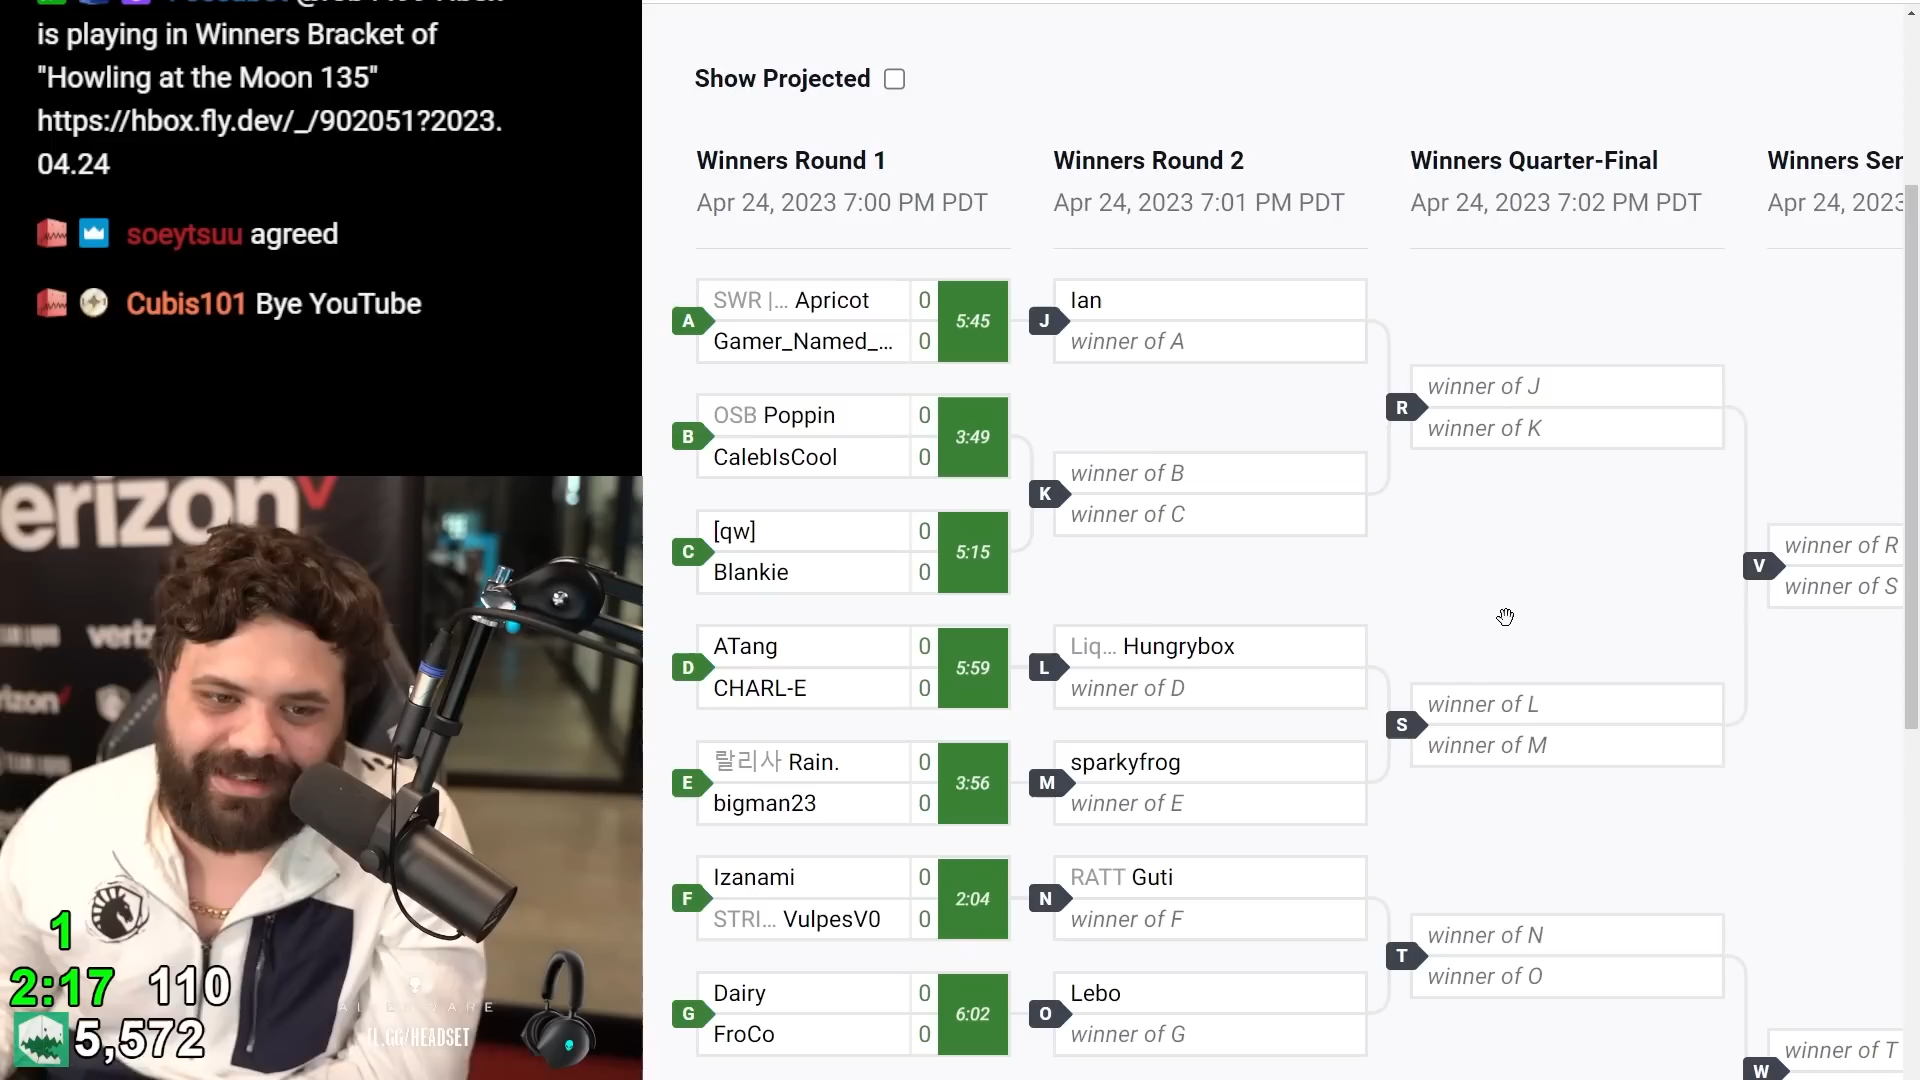 is playing in Winners Bracket of
"Howling at the Moon 135"
https://hbox.fly.dev/_/902051?2023.
04.24
soeytsuu agreed
Cubis101 Bye YouTube
erizon
veriz
rizon
1
2:17 110
5,572
Show Projected
Winners Round 1
Apr 24, 2023 7:00 PM PDT
A
SWR |... Apricot 0
Gamer_Named_... 0
5:45
B
OSB Poppin 0
CalebIsCool 0
3:49
C
[qw] 0
Blankie 0
5:15
D
ATang 0
CHARL-E 0
5:59
E
랄리사 Rain. 0
bigman23 0
3:56
F
Izanami 0
STRI... VulpesV0 0
2:04
G
Dairy 0
FroCo 0
6:02
Winners Round 2
Apr 24, 2023 7:01 PM PDT
J
Ian
winner of A
K
winner of B
winner of C
L
Liq... Hungrybox
winner of D
M
sparkyfrog
winner of E
N
RATT Guti
winner of F
O
Lebo
winner of G
Winners Quarter-Final
Apr 24, 2023 7:02 PM PDT
R
winner of J
winner of K
S
winner of L
winner of M
T
winner of N
winner of O
Winners Ser
Apr 24, 2023
V
winner of R
winner of S
W
winner of T